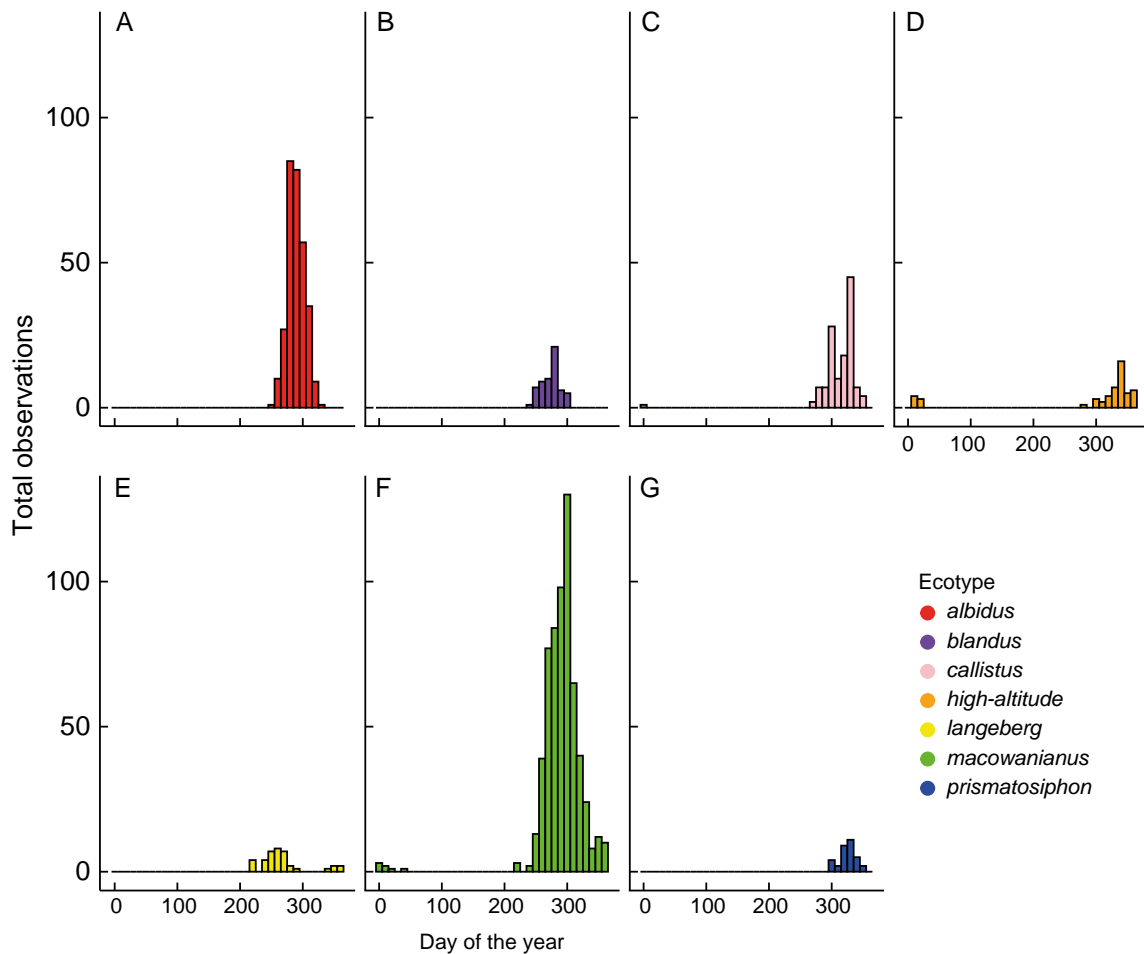 A
B
C
D
100
50
0
0
100
200
300
Total observations
E
F
G
100
50
0
0
100
200
300
0
100
200
300
0
100
200
300
Day of the year
Ecotype
albidus
blandus
callistus
high-altitude
langeberg
macowanianus
prismatosiphon